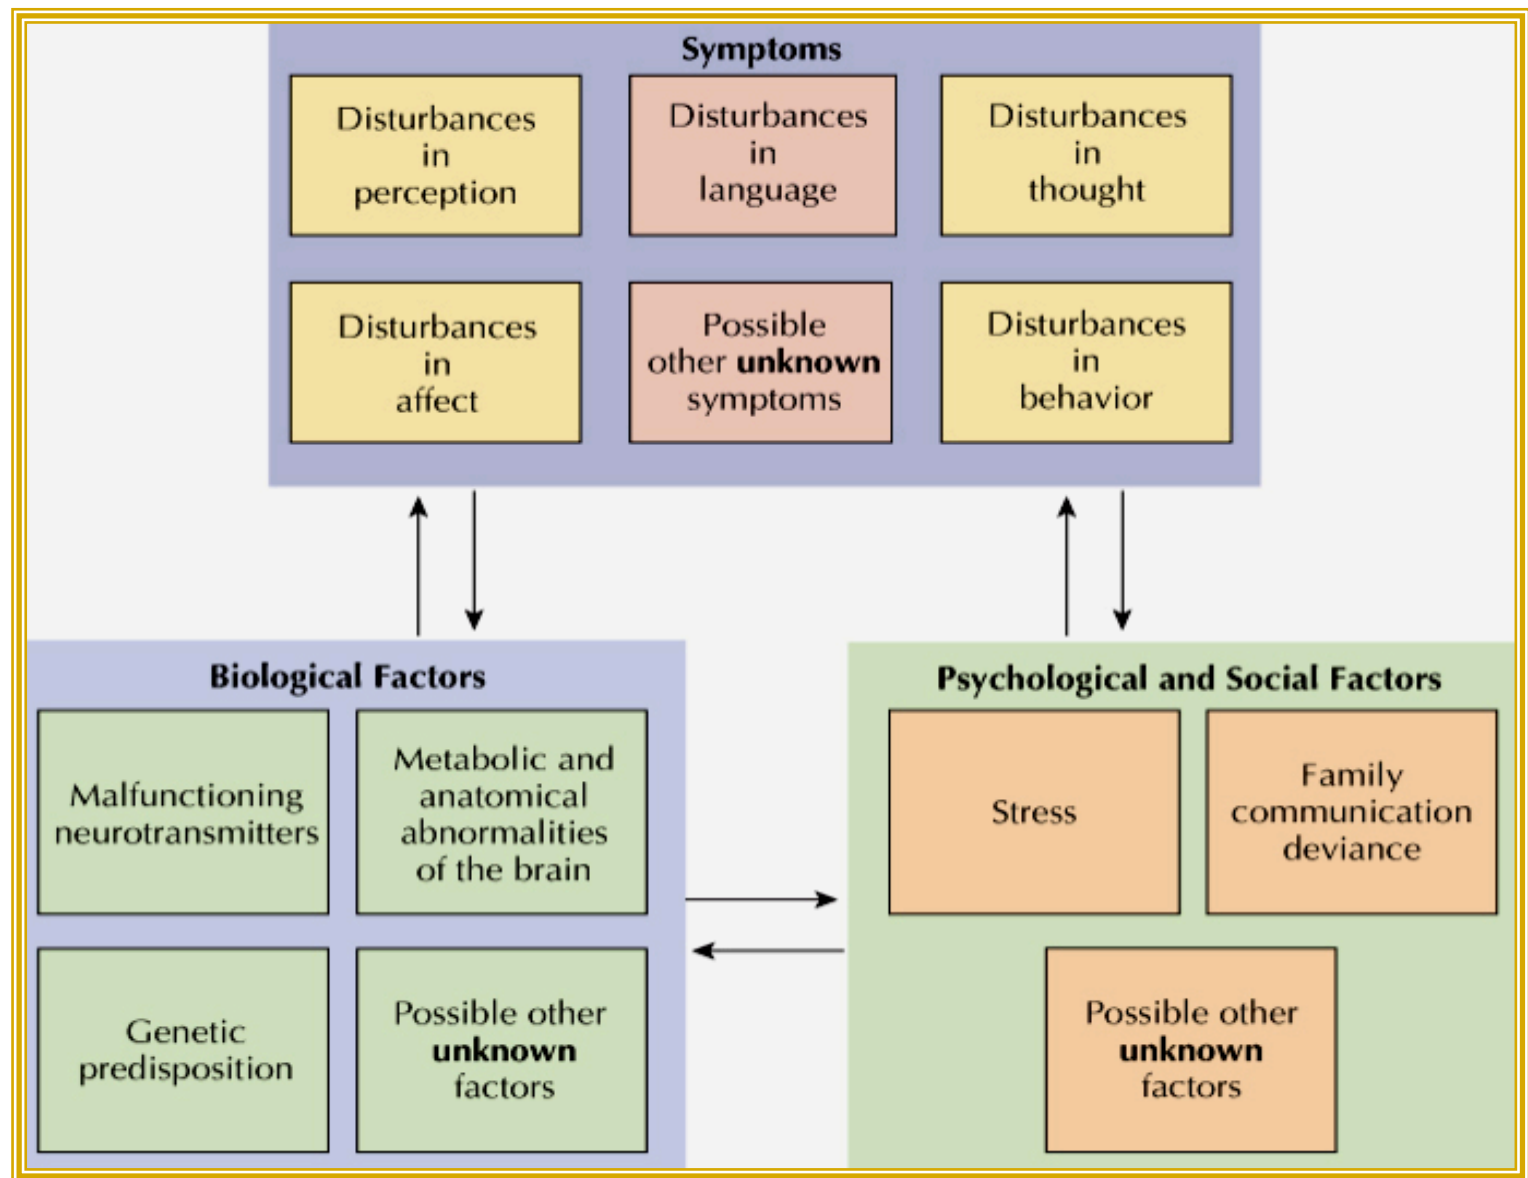 Symptoms
Disturbances
in
perception
Disturbances
in
language
Disturbances
in
thought
Disturbances
in
affect
Possible
other unknown
symptoms
Disturbances
in
behavior
Biological Factors
Malfunctioning
neurotransmitters
Metabolic and
anatomical
abnormalities
of the brain
Genetic
predisposition
Possible other
unknown
factors
Psychological and Social Factors
Stress
Family
communication
deviance
Possible other
unknown
factors